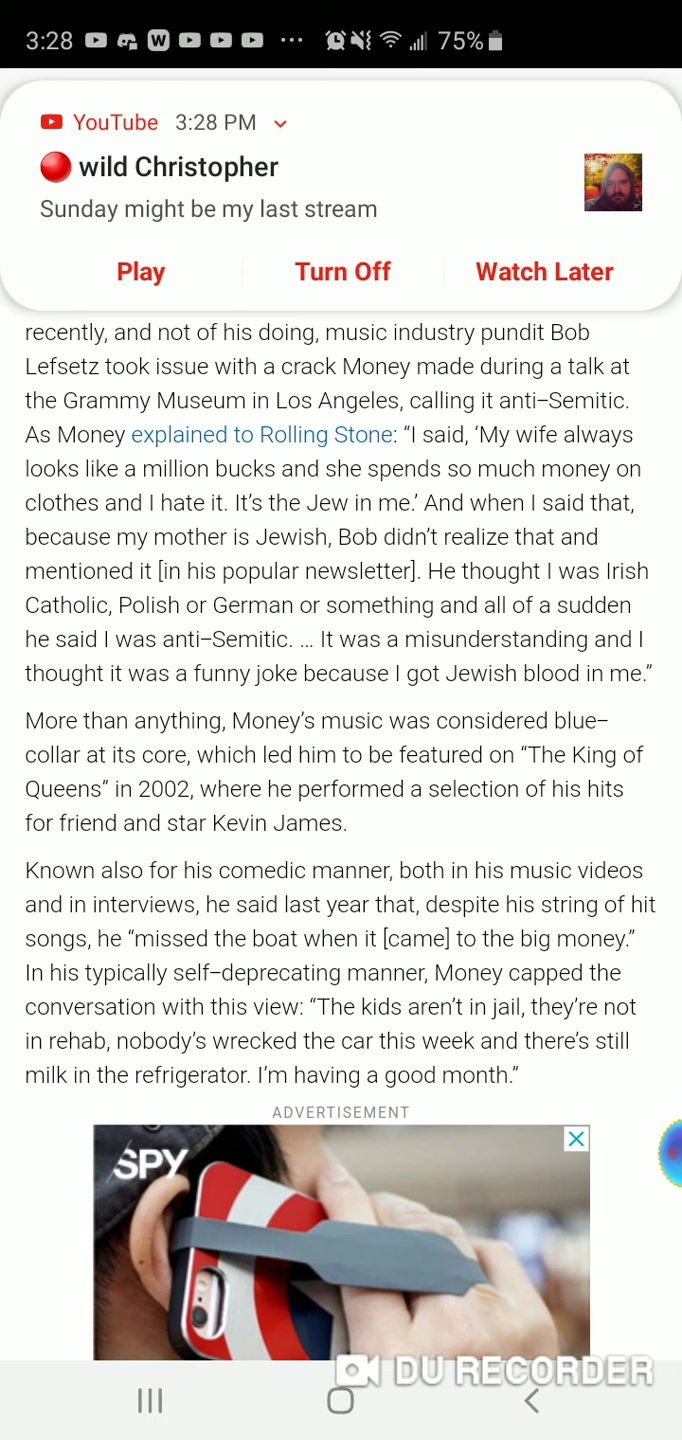 3:28 W ... 75%
YouTube 3:28 PM
wild Christopher
Sunday might be my last stream
Play Turn Off Watch Later
recently, and not of his doing, music industry pundit Bob
Lefsetz took issue with a crack Money made during a talk at
the Grammy Museum in Los Angeles, calling it anti-Semitic.
As Money explained to Rolling Stone: “I said, ‘My wife always
looks like a million bucks and she spends so much money on
clothes and I hate it. It’s the Jew in me.’ And when I said that,
because my mother is Jewish, Bob didn’t realize that and
mentioned it [in his popular newsletter]. He thought I was Irish
Catholic, Polish or German or something and all of a sudden
he said I was anti-Semitic. … It was a misunderstanding and I
thought it was a funny joke because I got Jewish blood in me.”
More than anything, Money’s music was considered blue-
collar at its core, which led him to be featured on “The King of
Queens” in 2002, where he performed a selection of his hits
for friend and star Kevin James.
Known also for his comedic manner, both in his music videos
and in interviews, he said last year that, despite his string of hit
songs, he “missed the boat when it [came] to the big money.”
In his typically self-deprecating manner, Money capped the
conversation with this view: “The kids aren’t in jail, they’re not
in rehab, nobody’s wrecked the car this week and there’s still
milk in the refrigerator. I’m having a good month.”
ADVERTISEMENT
SPY
DU RECORDER